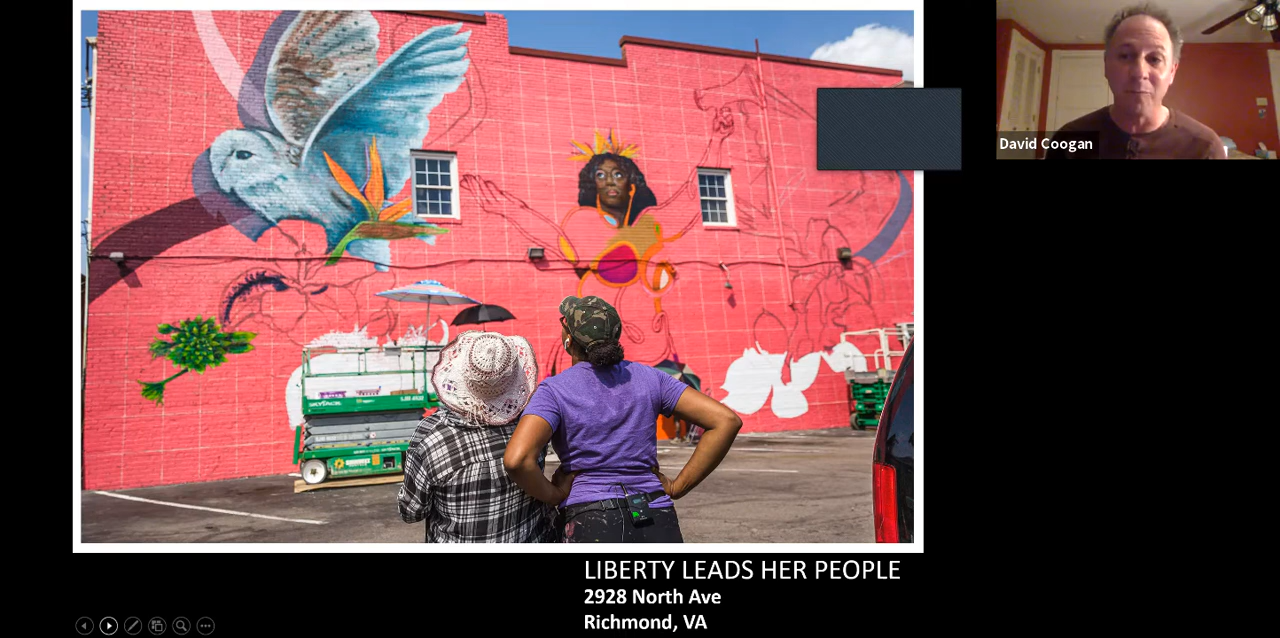 David Coogan
LIBERTY LEADS HER PEOPLE
2928 North Ave
Richmond, VA